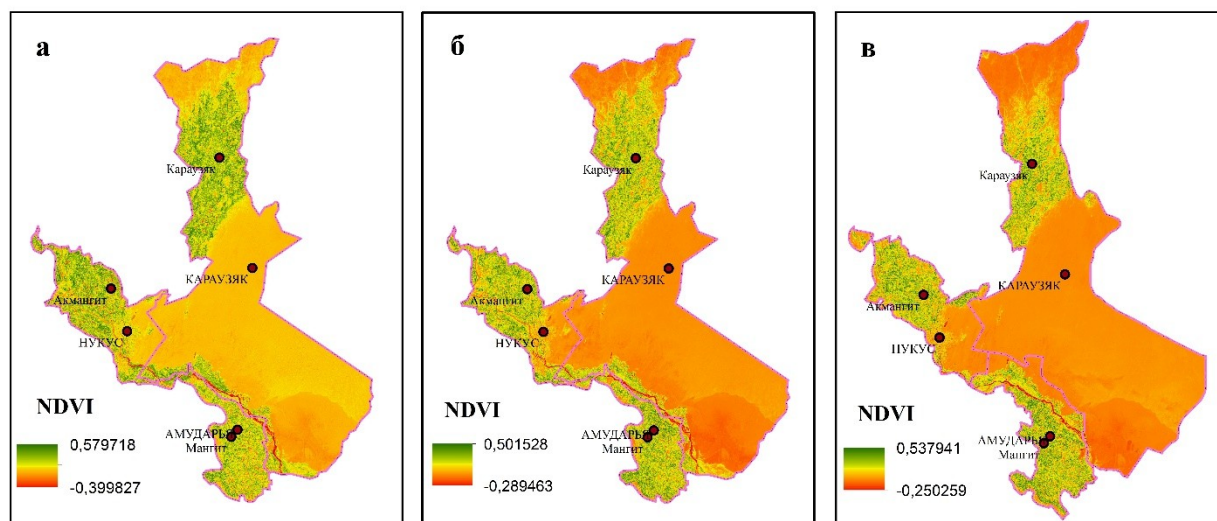 а
Караузяк
КАРАУЗЯК
Акмангит
НУКУС
NDVI
0,579718
-0,399827
АМУДАРЬЯ
Мангит
б
Караузяк
КАРАУЗЯК
Акмангит
НУКУС
NDVI
0,501528
-0,289463
АМУДАРЬЯ
Мангит
в
Караузяк
КАРАУЗЯК
Акмангит
НУКУС
NDVI
0,537941
-0,250259
АМУДАРЬЯ
Мангит